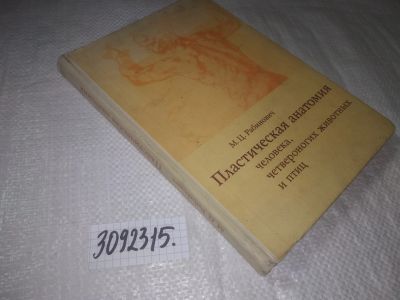 М.Ц. Рабинович
Пластическая анатомия
человека,
четвероногих животных
и птиц
3092315.